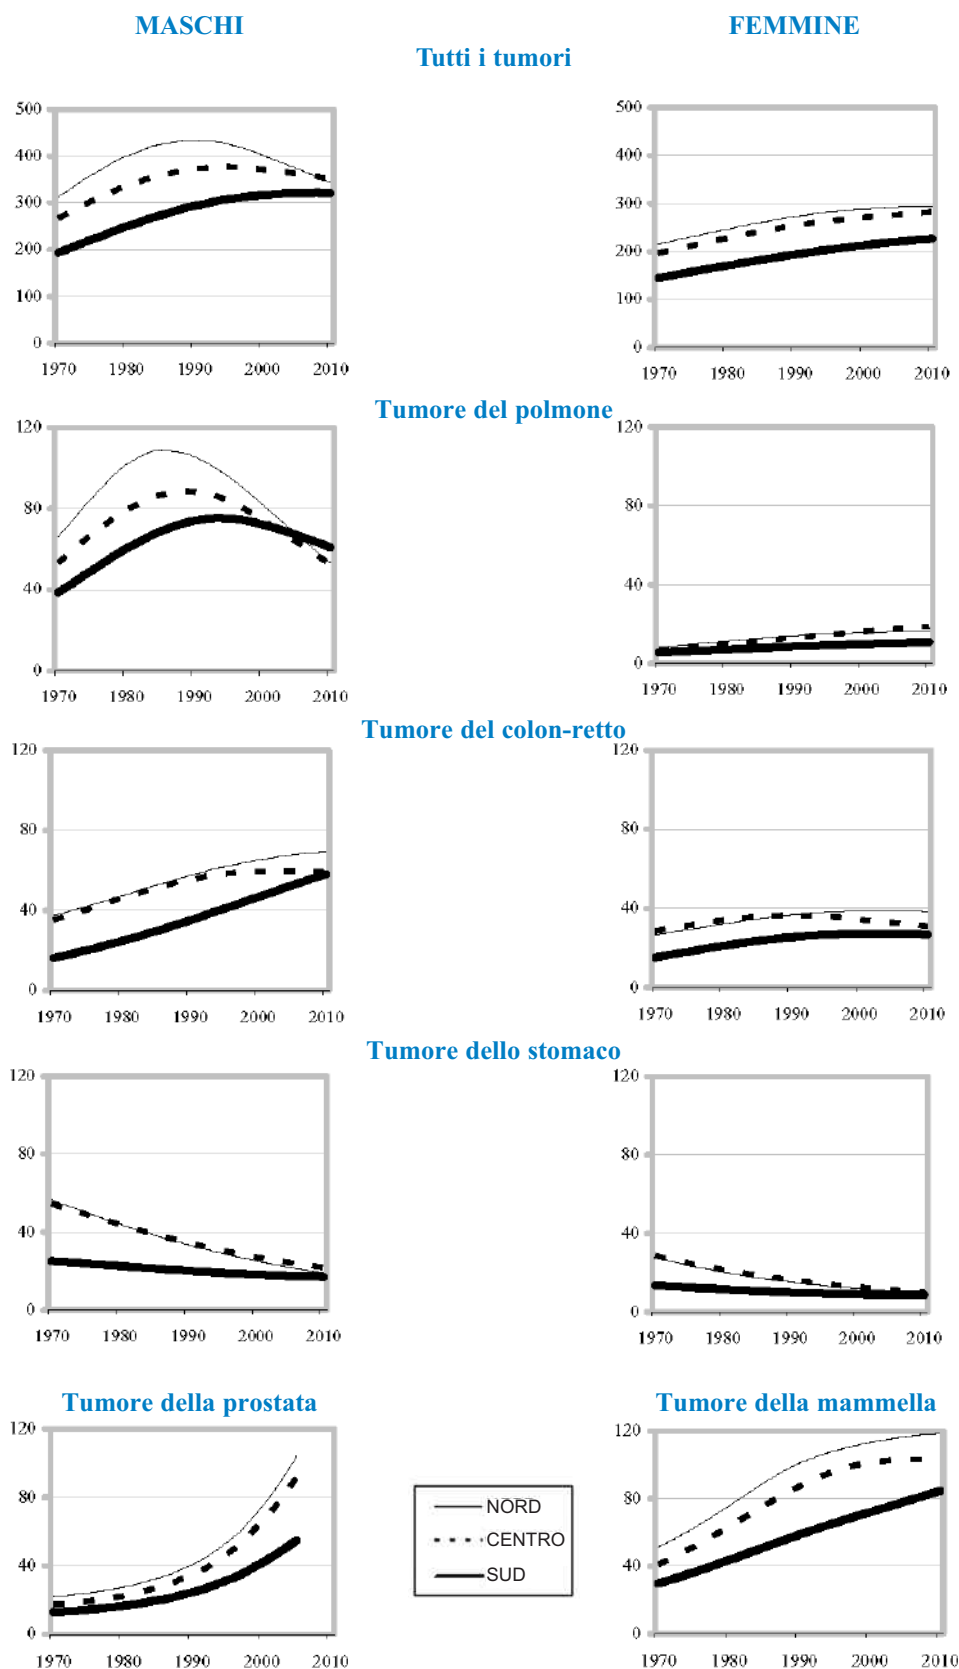 MASCHI FEMMINE
Tutti i tumori
500
400
300
200
100
0
1970 1980 1990 2000 2010
500
400
300
200
100
0
1970 1980 1990 2000 2010
Tumore del polmone
120
80
40
0
1970 1980 1990 2000 2010
120
80
40
0
1970 1980 1990 2000 2010
Tumore del colon-retto
120
80
40
0
1970 1980 1990 2000 2010
120
80
40
0
1970 1980 1990 2000 2010
Tumore dello stomaco
120
80
40
0
1970 1980 1990 2000 2010
120
80
40
0
1970 1980 1990 2000 2010
Tumore della prostata
120
80
40
0
1970 1980 1990 2000 2010
NORD
CENTRO
SUD
Tumore della mammella
120
80
40
0
1970 1980 1990 2000 2010